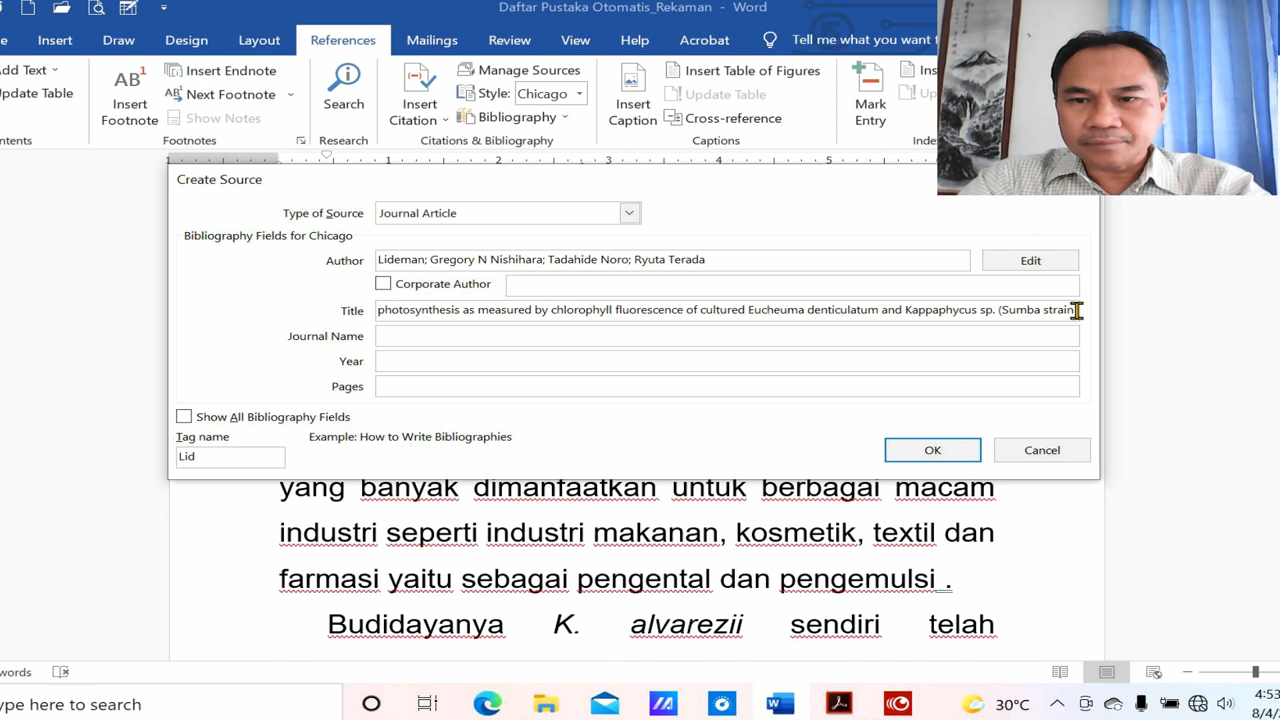 Daftar Pustaka Otomatis_Rekaman - Word
Insert Draw Design Layout References Mailings Review View Help Acrobat Tell me what you want
Add Text
Update Table
AB1 Insert Footnote
Insert Endnote
Next Footnote
Show Notes
Footnotes
Search
Research
Insert Citation
Manage Sources
Style: Chicago
Bibliography
Citations & Bibliography
Insert Caption
Insert Table of Figures
Update Table
Cross-reference
Captions
Mark Entry
1 1 2 3 4 5
Create Source
Type of Source Journal Article
Bibliography Fields for Chicago
Author Lideman; Gregory N Nishihara; Tadahide Noro; Ryuta Terada Edit
Corporate Author
Title photosynthesis as measured by chlorophyll fluorescence of cultured Eucheuma denticulatum and Kappaphycus sp. (Sumba strain)
Journal Name
Year
Pages
Show All Bibliography Fields
Tag name Example: How to Write Bibliographies
Lid
OK Cancel
yang banyak dimanfaatkan untuk berbagai macam
industri seperti industri makanan, kosmetik, textil dan
farmasi yaitu sebagai pengental dan pengemulsi .
Budidayanya K. alvarezii sendiri telah
words
ype here to search
30°C
4:53
8/4/